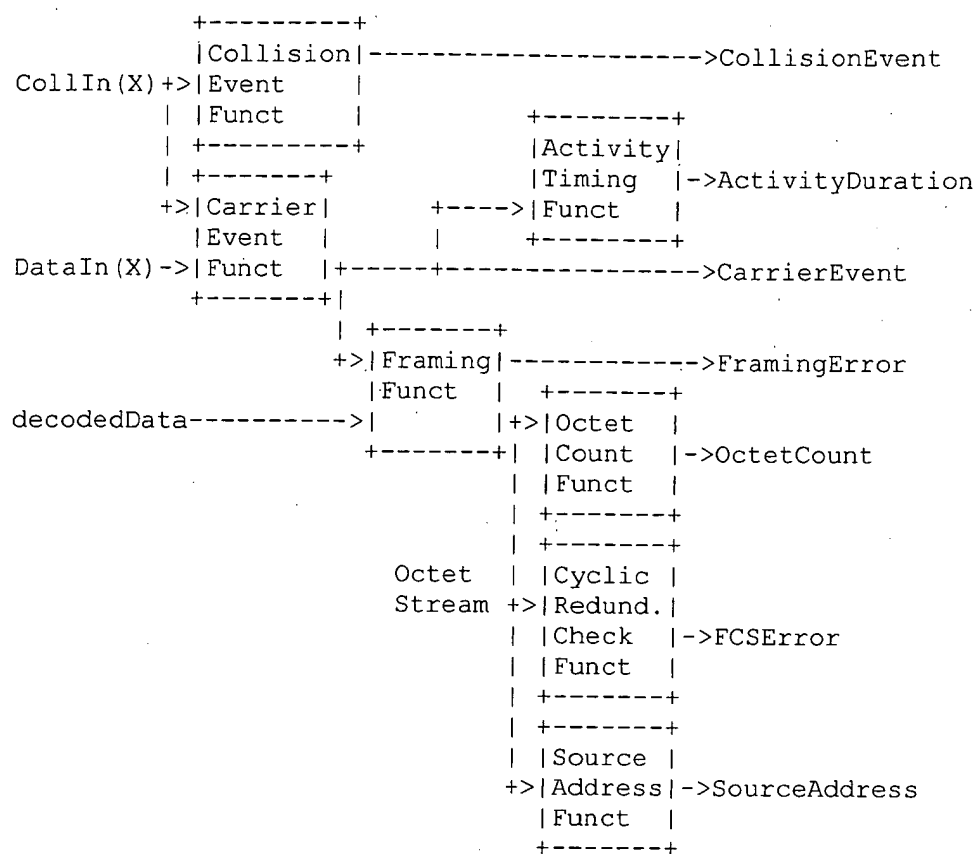 Collision ->CollisionEvent
CollIn(X) Event
Funct
Activity
Timing ->ActivityDuration
Carrier Funct
Event
DataIn(X) -> Funct ->CarrierEvent
Framing ->FramingError
Funct
decodedData-> Octet
Count ->OctetCount
Funct
Octet Cyclic
Stream Redund.
Check ->FCSError
Funct
Source
Address ->SourceAddress
Funct